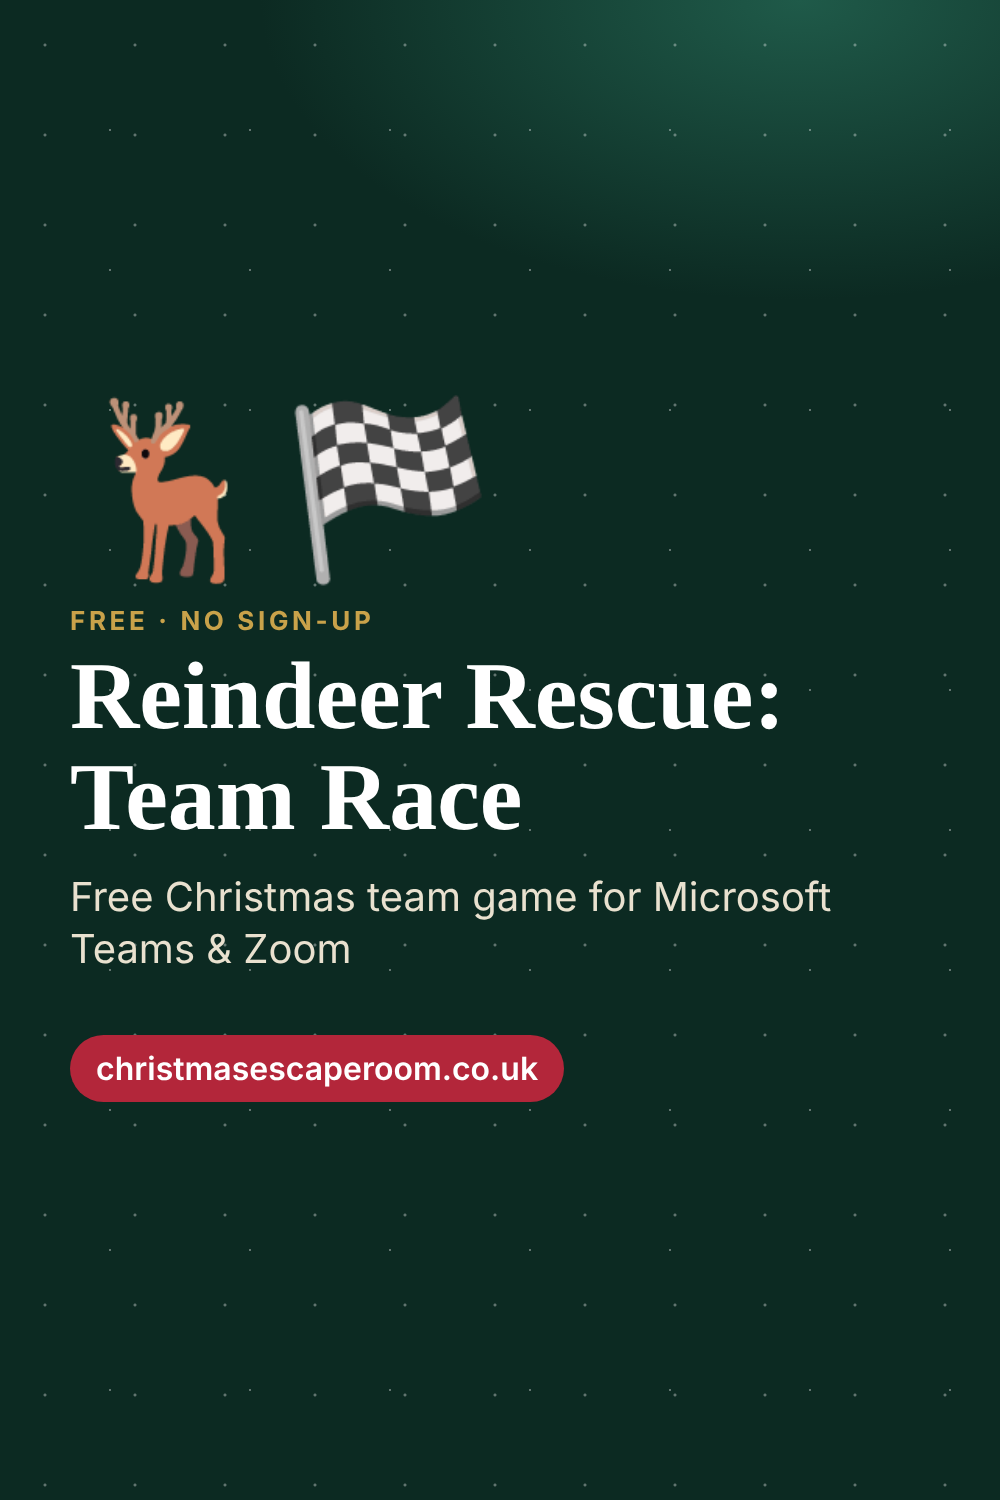 FREE · NO SIGN-UP
Reindeer Rescue:
Team Race
Free Christmas team game for Microsoft
Teams & Zoom
christmasescaperoom.co.uk